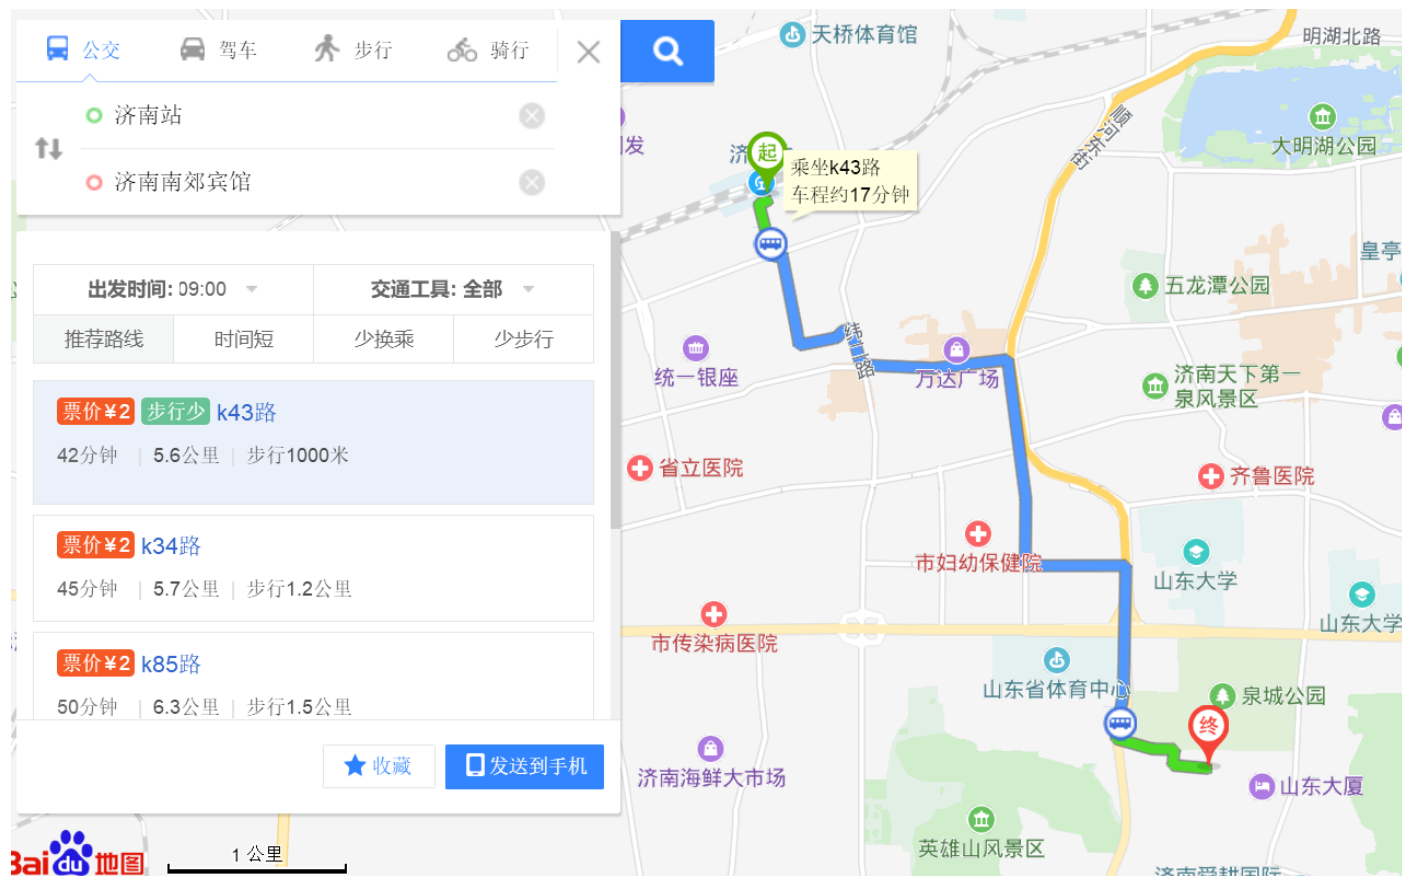 公交
驾车
步行
骑行
济南站
济南南郊宾馆
出发时间: 09:00
交通工具: 全部
推荐路线
时间短
少换乘
少步行
票价¥2 步行少 k43路
42分钟 | 5.6公里 | 步行1000米
票价¥2 k34路
45分钟 | 5.7公里 | 步行1.2公里
票价¥2 k85路
50分钟 | 6.3公里 | 步行1.5公里
收藏
发送到手机
Bai du 地图
1 公里
天桥体育馆
明湖北路
顺河东街
大明湖公园
发
济
起
乘坐k43路
车程约17分钟
皇亭
五龙潭公园
纬二路
统一银座
万达广场
济南天下第一
泉风景区
省立医院
齐鲁医院
市妇幼保健院
山东大学
山东大学
市传染病医院
山东省体育中心
泉城公园
终
济南海鲜大市场
山东大厦
英雄山风景区
济南舜耕国际